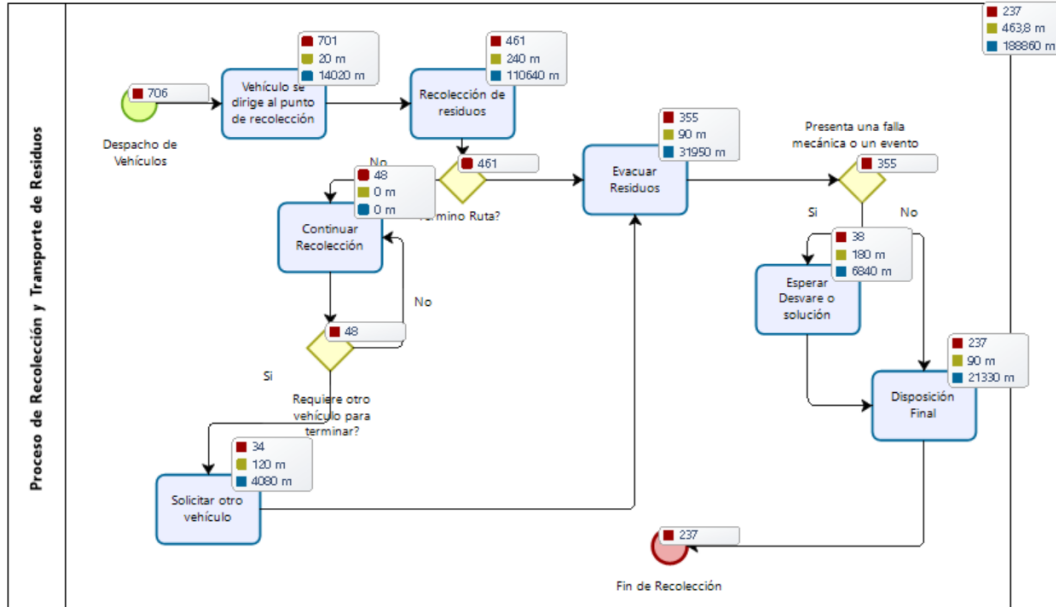 Proceso de Recolección y Transporte de Residuos
237
463,8 m
188860 m
706
Despacho de
Vehículos
701
20 m
14020 m
Vehículo se
dirige al punto
de recolección
461
240 m
110640 m
Recolección de
residuos
461
Termino Ruta?
No
48
0 m
0 m
Continuar
Recolección
No
48
Si
Requiere otro
vehículo para
terminar?
34
120 m
4080 m
Solicitar otro
vehículo
355
90 m
31950 m
Evacuar
Residuos
Presenta una falla
mecánica o un evento
355
Si
No
38
180 m
6840 m
Esperar
Desvare o
solución
237
90 m
21330 m
Disposición
Final
237
Fin de Recolección